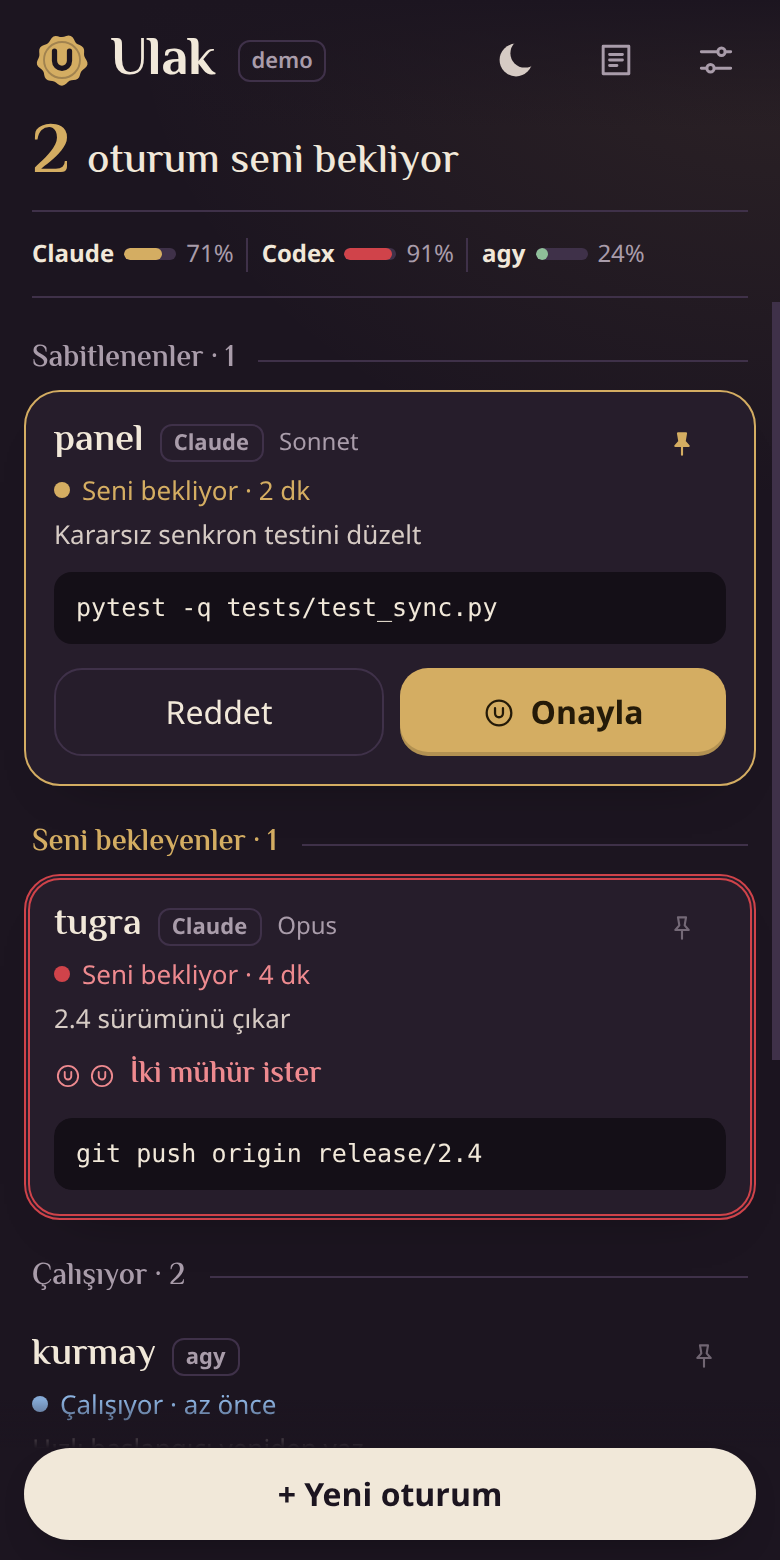 Ulak demo
2 oturum seni bekliyor
Claude 71% Codex 91% agy 24%
Sabitlenenler · 1
panel Claude Sonnet
Seni bekliyor · 2 dk
Kararsız senkron testini düzelt
pytest -q tests/test_sync.py
Reddet Onayla
Seni bekleyenler · 1
tugra Claude Opus
Seni bekliyor · 4 dk
2.4 sürümünü çıkar
İki mühür ister
git push origin release/2.4
Çalışıyor · 2
kurmay agy
Çalışıyor · az önce
+ Yeni oturum